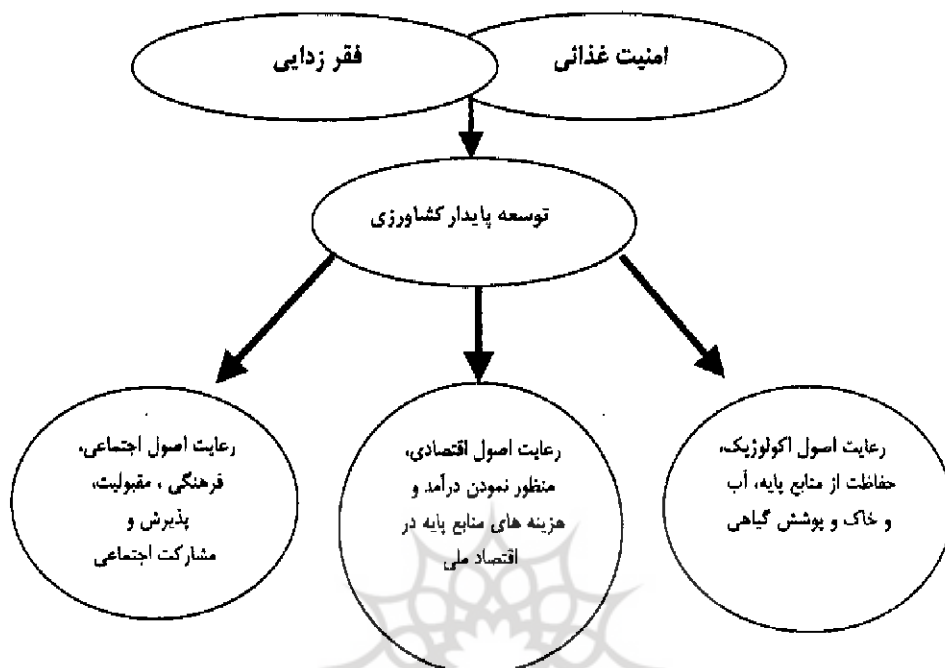 امنیت غذائی
فقر زدایی
توسعه پایدار کشاورزی
رعایت اصول اکولوژیک،
حفاظت از منابع پایه، آب
و خاک و پوشش گیاهی
رعایت اصول اقتصادی،
منظور نمودن درآمد و
هزینه های منابع پایه در
اقتصاد ملی
رعایت اصول اجتماعی،
فرهنگی ، مقبولیت،
پذیرش و
مشارکت اجتماعی